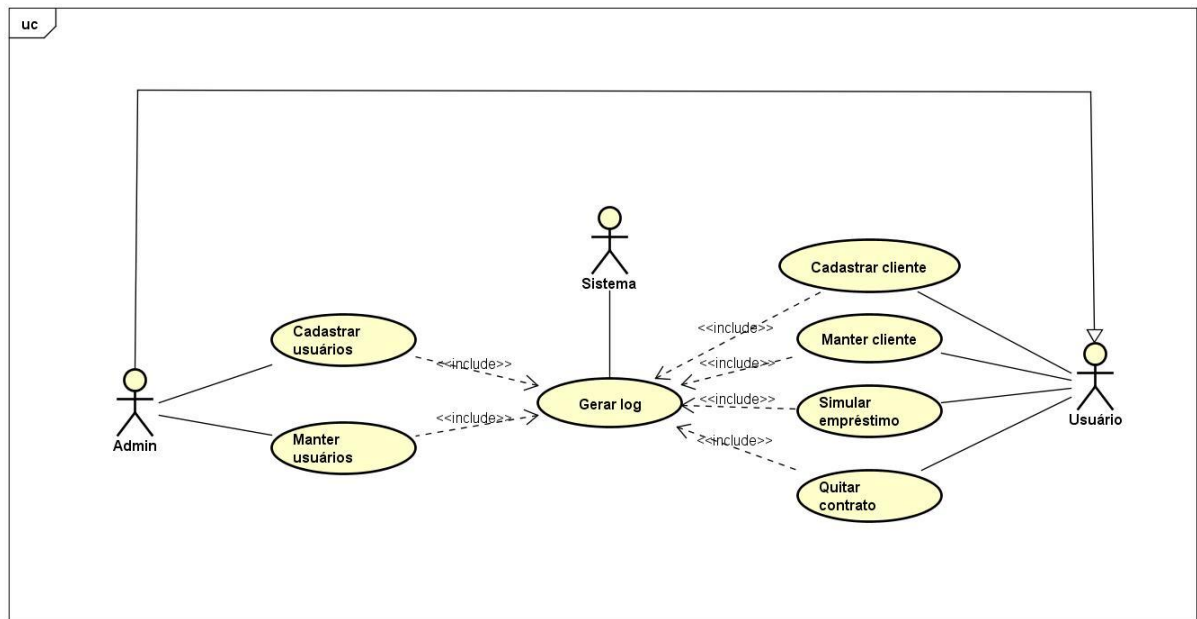 uc
Sistema
Cadastrar cliente
<<include>>
Manter cliente
Cadastrar
usuários
<<include>>
<<include>>
Gerar log
<<include>>
Simular
empréstimo
Usuário
Admin
Manter
usuários
<<include>>
<<include>>
Quitar
contrato